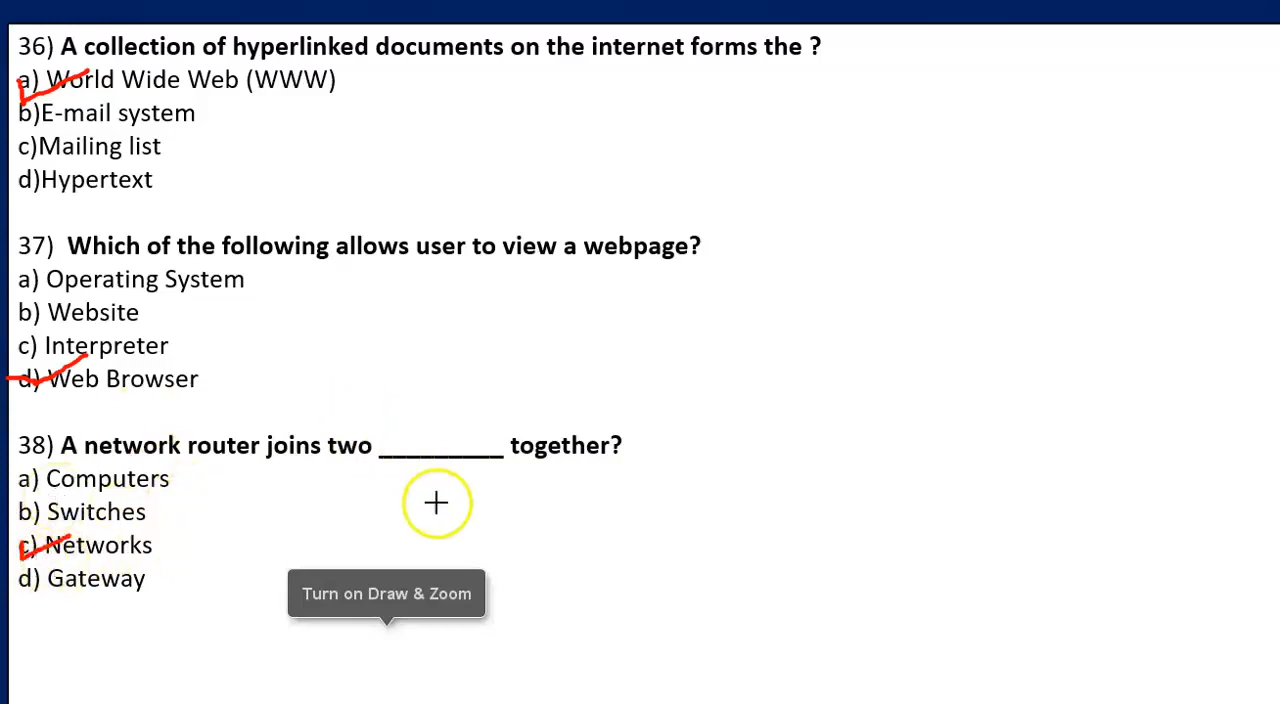 36) A collection of hyperlinked documents on the internet forms the ?
a) World Wide Web (WWW)
b)E-mail system
c)Mailing list
d)Hypertext
37) Which of the following allows user to view a webpage?
a) Operating System
b) Website
c) Interpreter
d) Web Browser
38) A network router joins two _________ together?
a) Computers
b) Switches
c) Networks
d) Gateway
Turn on Draw & Zoom